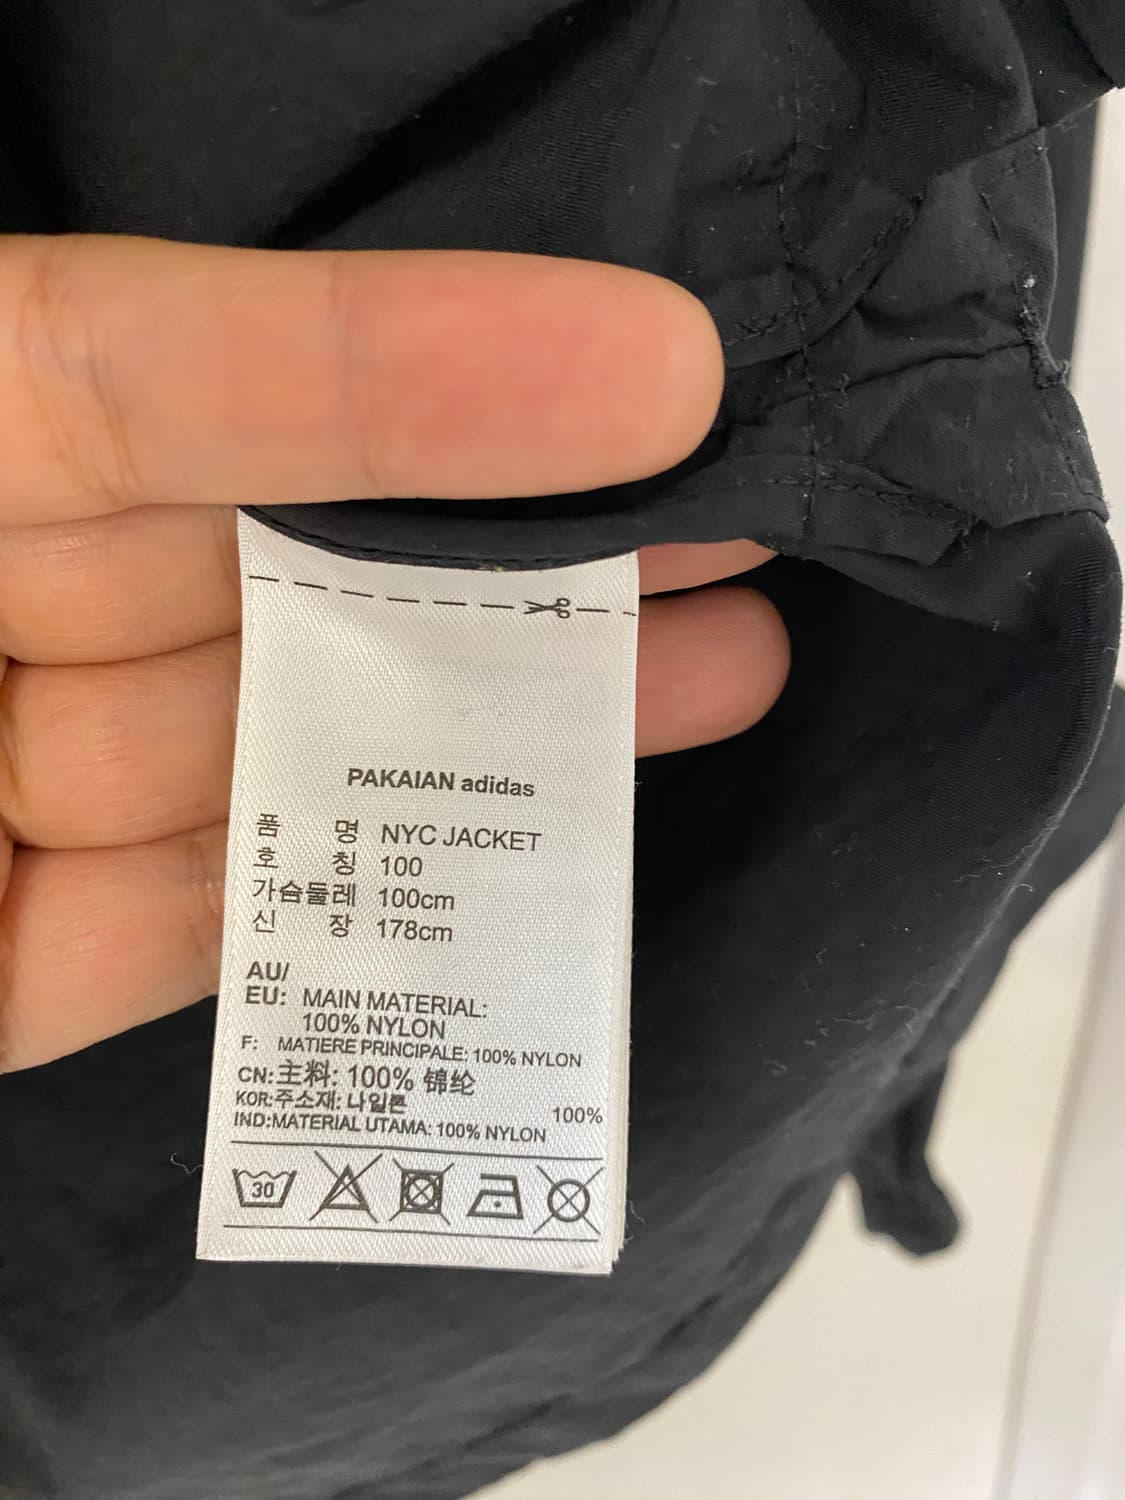 PAKAIAN adidas
품 명 NYC JACKET
호 칭 100
가슴둘레 100cm
신 장 178cm
AU/
EU: MAIN MATERIAL:
100% NYLON
F: MATIERE PRINCIPALE: 100% NYLON
CN:主料: 100% 锦纶
KOR:주소재: 나일론 100%
IND:MATERIAL UTAMA: 100% NYLON
30